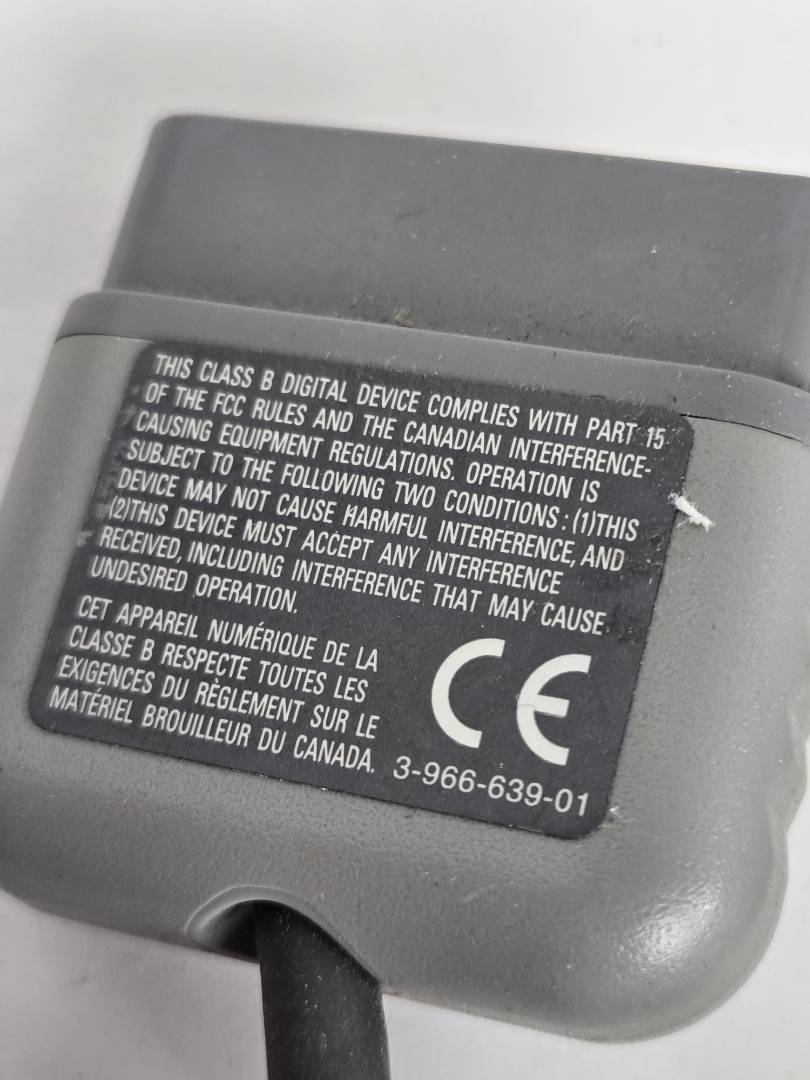 THIS CLASS B DIGITAL DEVICE COMPLIES WITH PART 15
OF THE FCC RULES AND THE CANADIAN INTERFERENCE-
CAUSING EQUIPMENT REGULATIONS. OPERATION IS
SUBJECT TO THE FOLLOWING TWO CONDITIONS : (1)THIS
DEVICE MAY NOT CAUSE HARMFUL INTERFERENCE, AND
(2)THIS DEVICE MUST ACCEPT ANY INTERFERENCE
RECEIVED, INCLUDING INTERFERENCE THAT MAY CAUSE
UNDESIRED OPERATION.
CET APPAREIL NUMÉRIQUE DE LA
CLASSE B RESPECTE TOUTES LES
EXIGENCES DU RÈGLEMENT SUR LE
MATÉRIEL BROUILLEUR DU CANADA.
CE
3-966-639-01